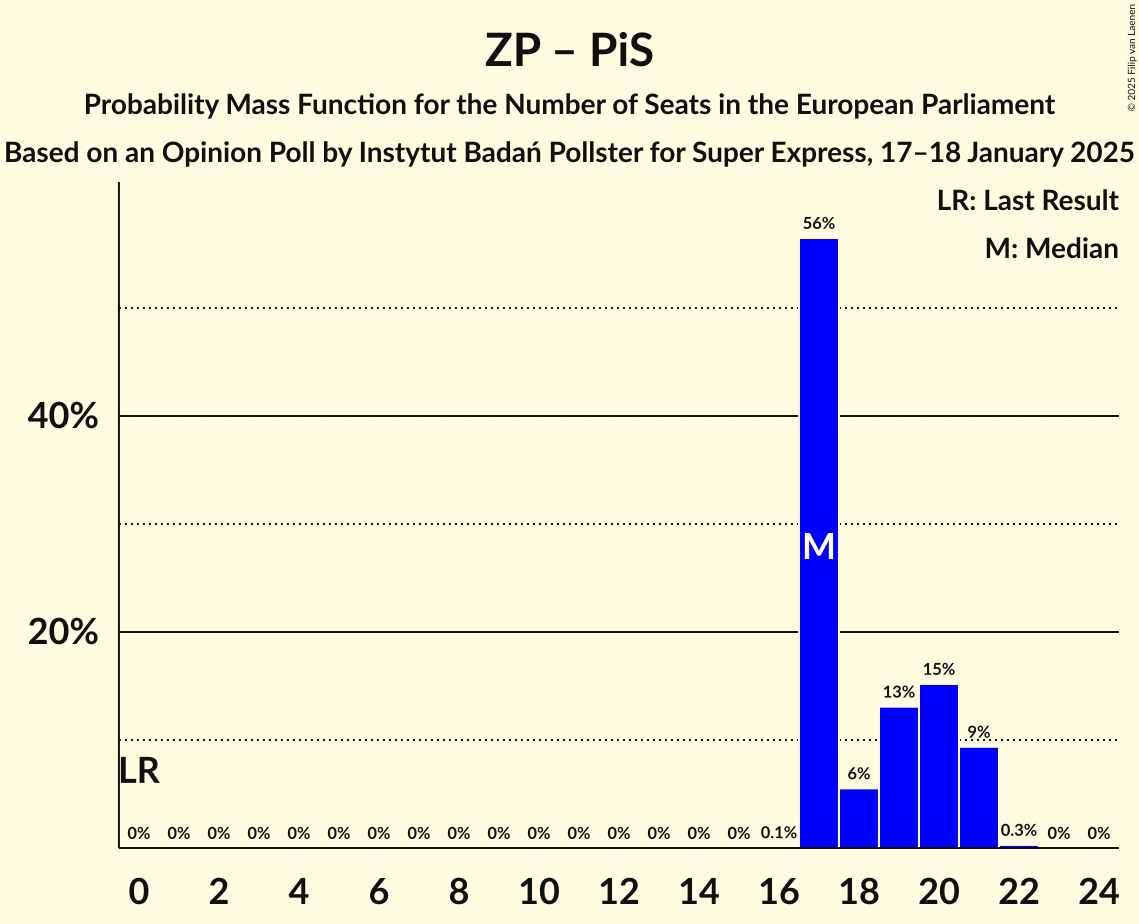 ZP – PiS
Probability Mass Function for the Number of Seats in the European Parliament
Based on an Opinion Poll by Instytut Badań Pollster for Super Express, 17–18 January 2025
© 2025 Filip van Laenen
LR: Last Result
M: Median
56%
40%
M
20%
15%
13%
9%
6%
LR
0% 0% 0% 0% 0% 0% 0% 0% 0% 0% 0% 0% 0% 0% 0% 0% 0.1% 0.3% 0% 0%
0 2 4 6 8 10 12 14 16 18 20 22 24